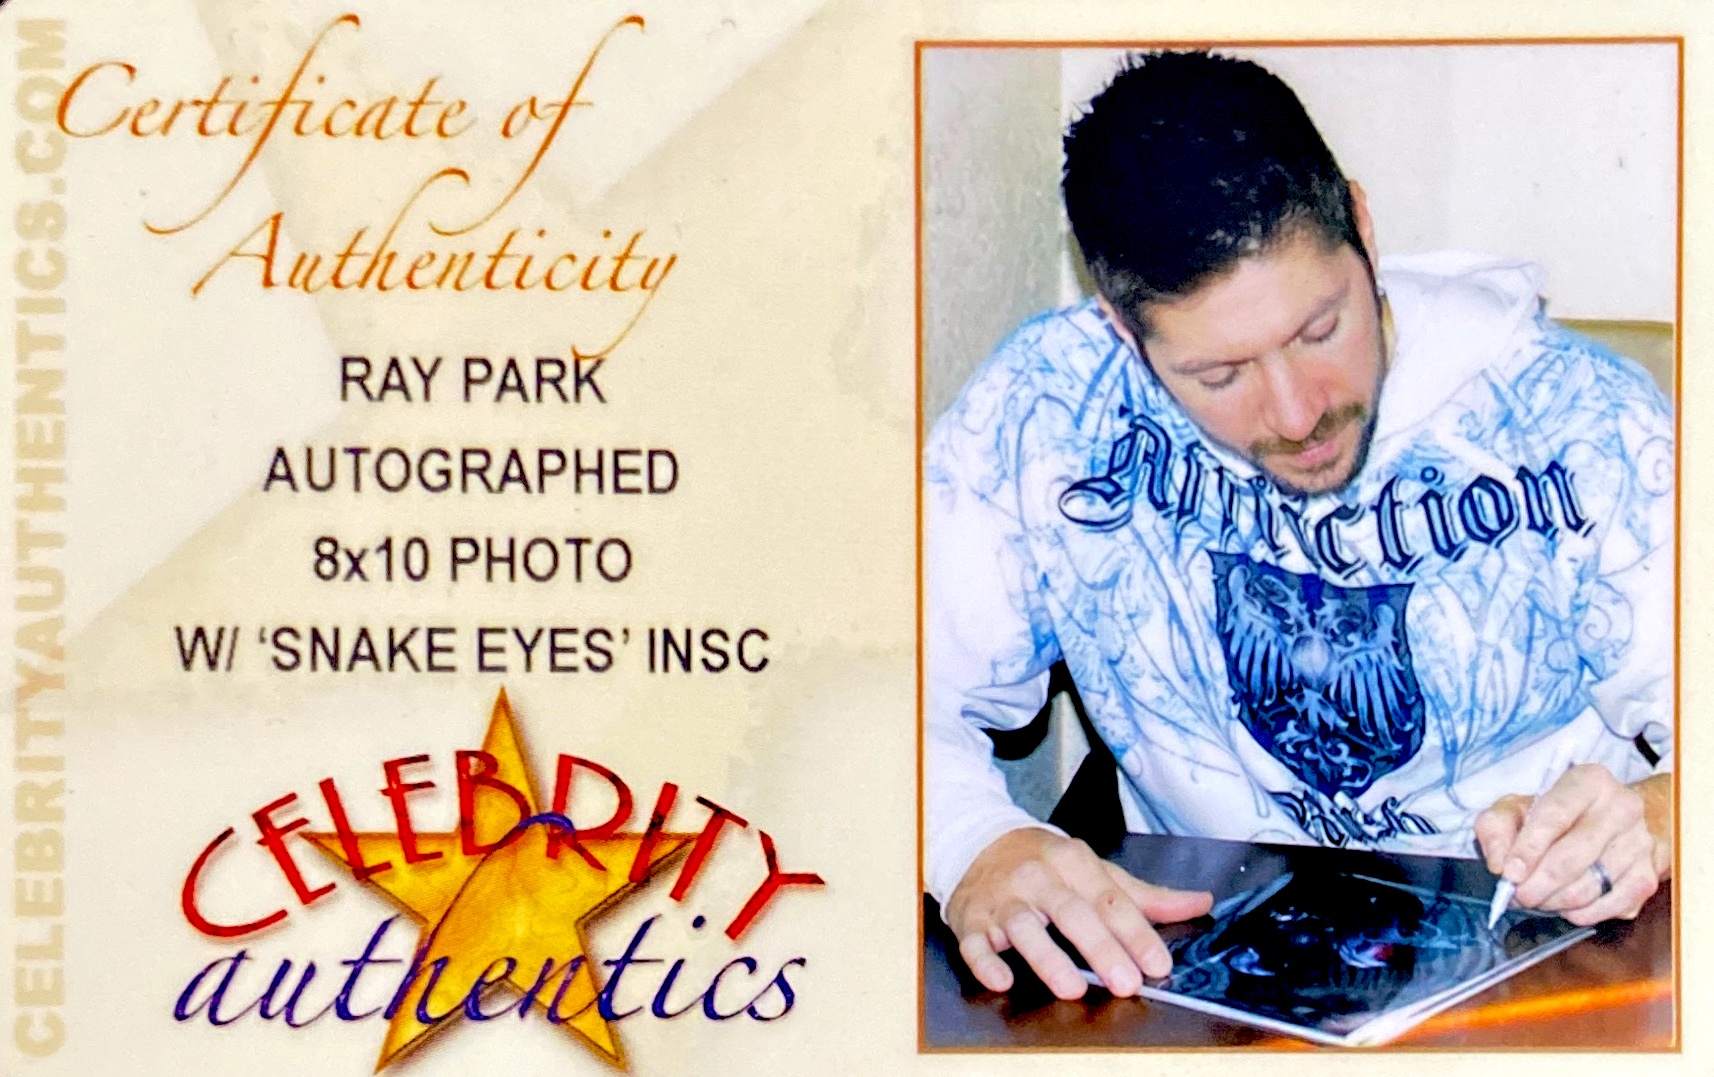 CELEBRITYAUTHENTICS.COM
Certificate of
Authenticity
RAY PARK
AUTOGRAPHED
8x10 PHOTO
W/ ‘SNAKE EYES’ INSC
CELEBRITY
authentics
Affliction